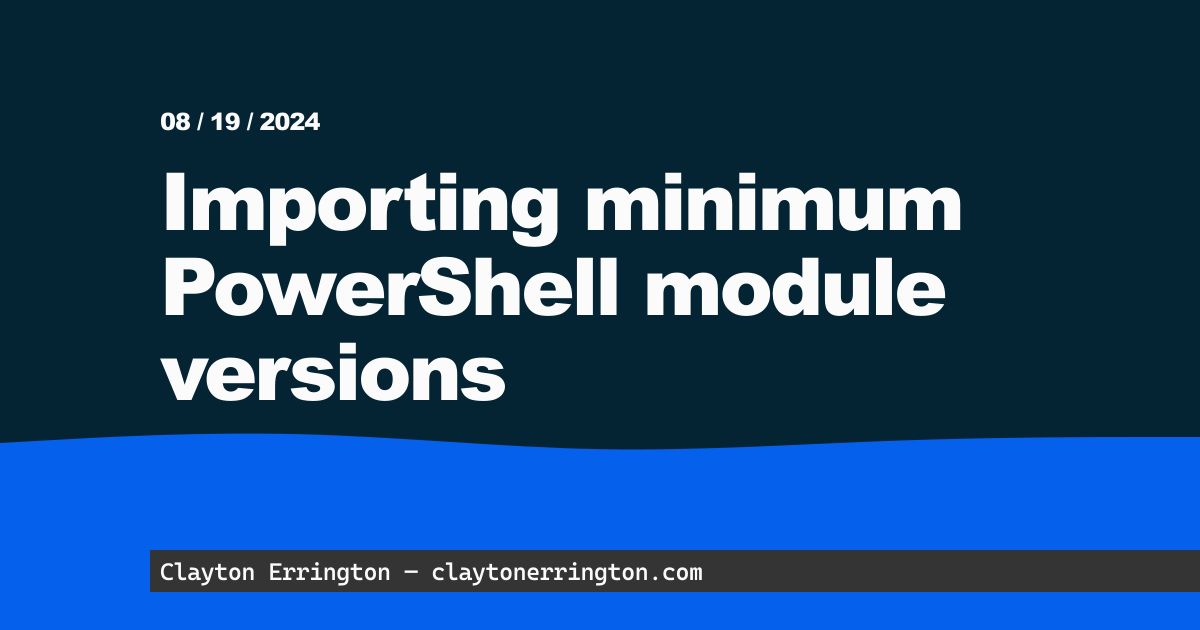 08 / 19 / 2024
Importing minimum
PowerShell module
versions
Clayton Errington — claytonerrington.com